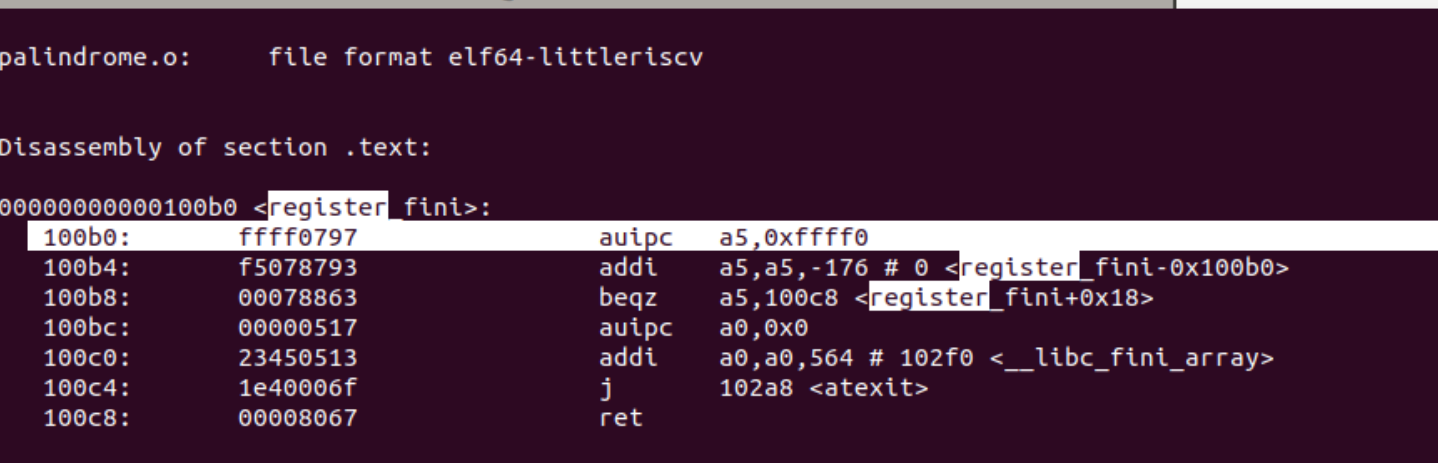 palindrome.o:     file format elf64-littleriscv
Disassembly of section .text:
00000000000100b0 <register_fini>:
100b0:	ffff0797	auipc	a5,0xffff0
100b4:	f5078793	addi	a5,a5,-176 # 0 <register_fini-0x100b0>
100b8:	00078863	beqz	a5,100c8 <register_fini+0x18>
100bc:	00000517	auipc	a0,0x0
100c0:	23450513	addi	a0,a0,564 # 102f0 <__libc_fini_array>
100c4:	1e40006f	j	102a8 <atexit>
100c8:	00008067	ret